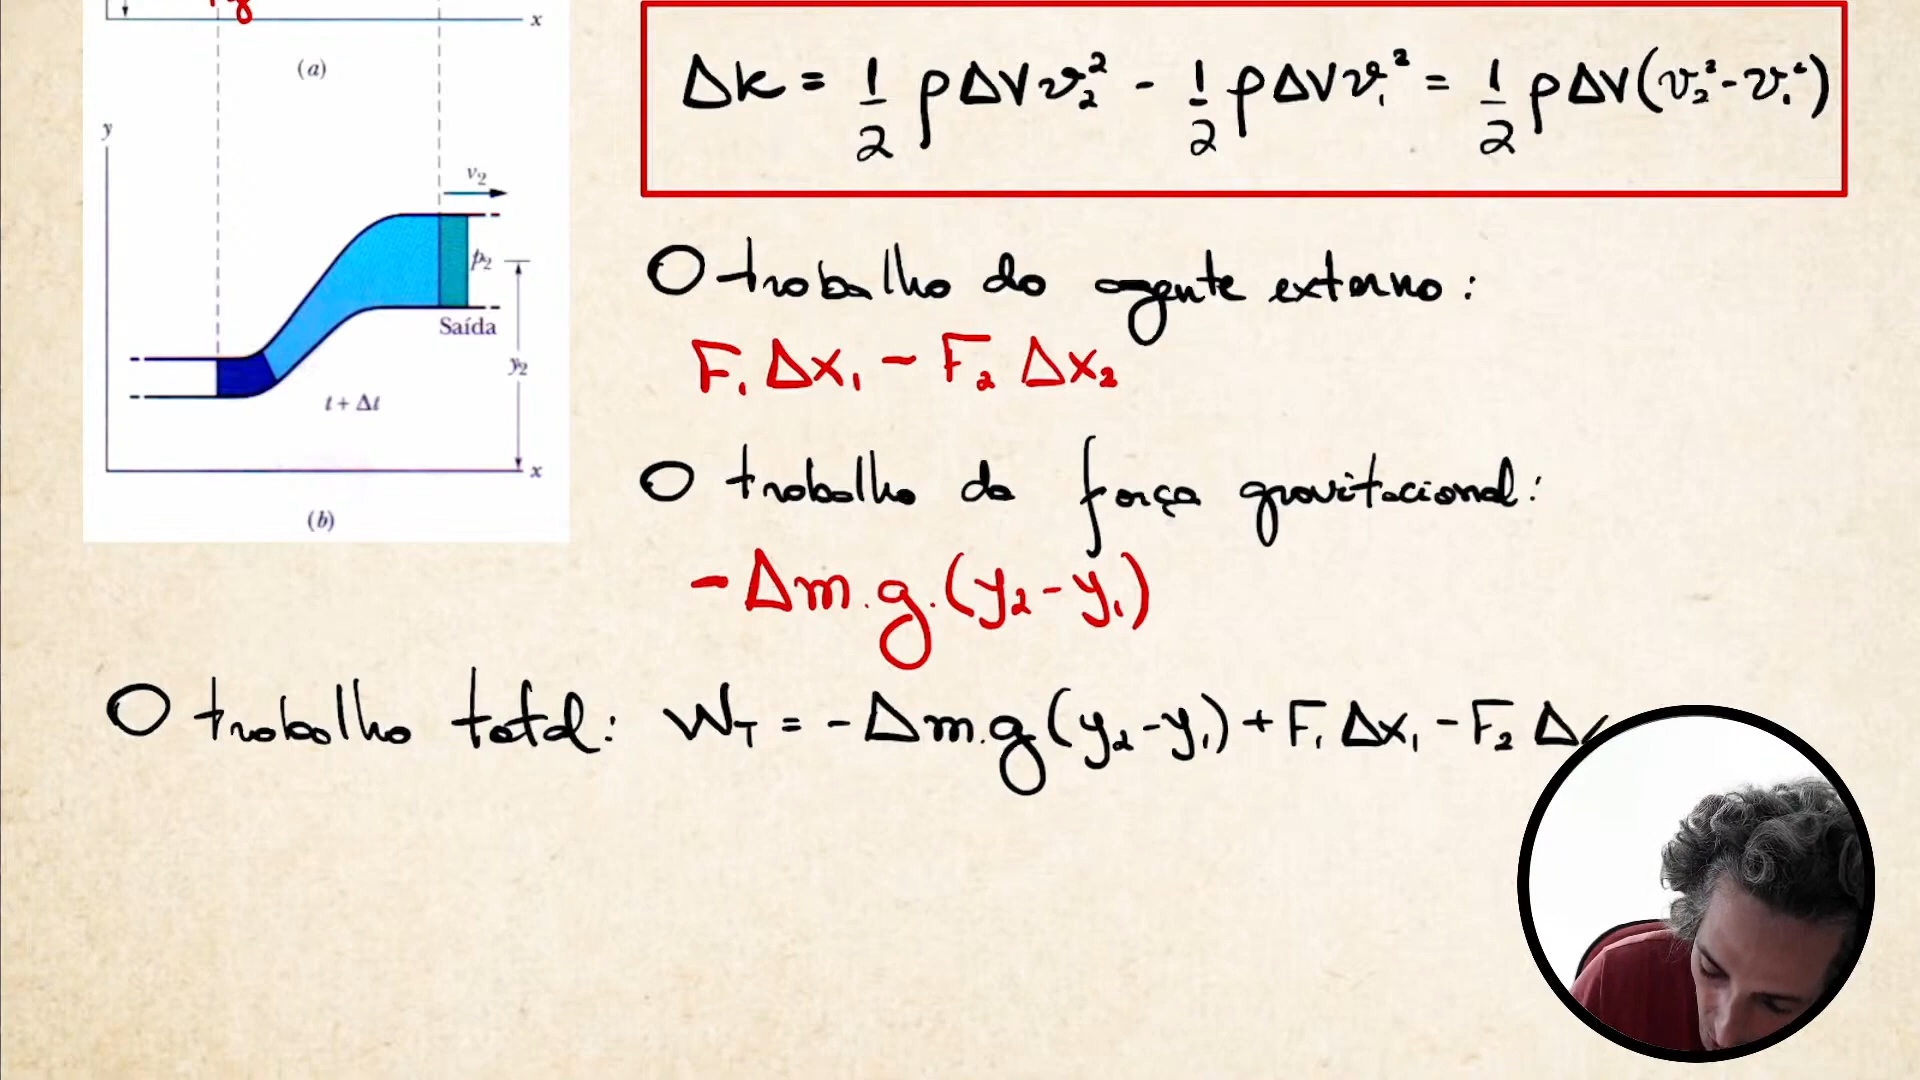 x
(a)
ΔK = 1/2 ρΔV v₂² - 1/2 ρΔV v₁² = 1/2 ρΔV(v₂² - v₁²)
y
v₂
p₂
Saída
y₂
t + Δt
x
(b)
O trabalho do agente externo:
F₁ Δx₁ - F₂ Δx₂
O trabalho da força gravitacional:
-Δm.g.(y₂-y₁)
O trabalho total: W_T = -Δm.g(y₂-y₁) + F₁ Δx₁ - F₂ Δ